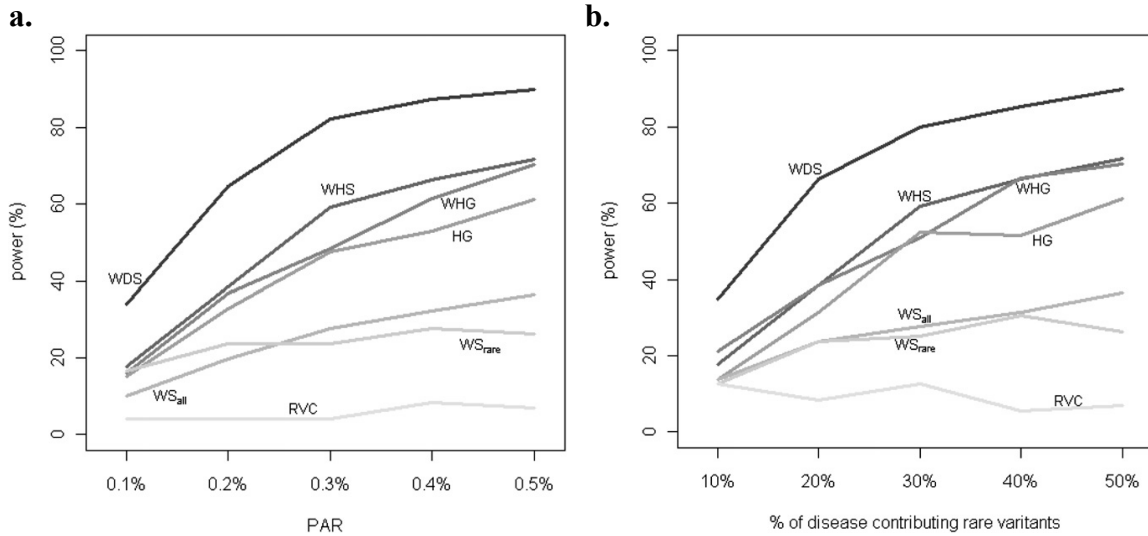 a.
100
80
60
40
20
0
power (%)
WDS
WHS
WHG
HG
WSrare
WSall
RVC
0.1%
0.2%
0.3%
0.4%
0.5%
PAR
b.
100
80
60
40
20
0
power (%)
WDS
WHS
WHG
HG
WSall
WSrare
RVC
10%
20%
30%
40%
50%
% of disease contributing rare varitants